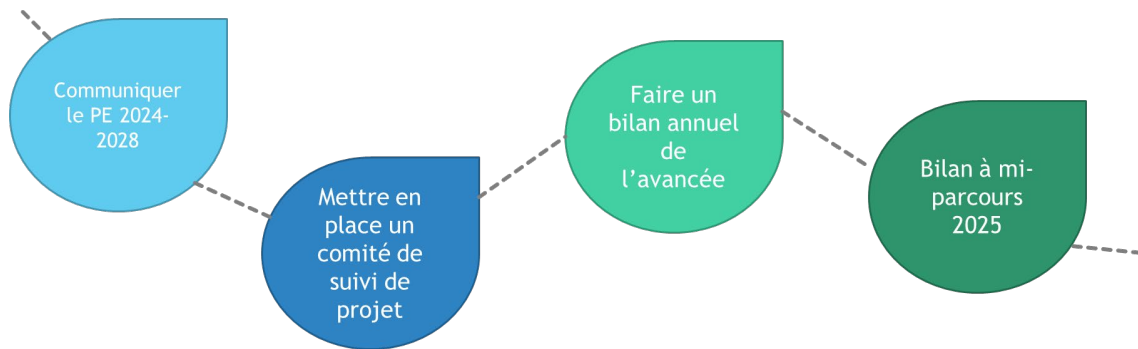 Communiquer
le PE 2024-
2028
Mettre en
place un
comité de
suivi de
projet
Faire un
bilan annuel
de
l’avancée
Bilan à mi-
parcours
2025